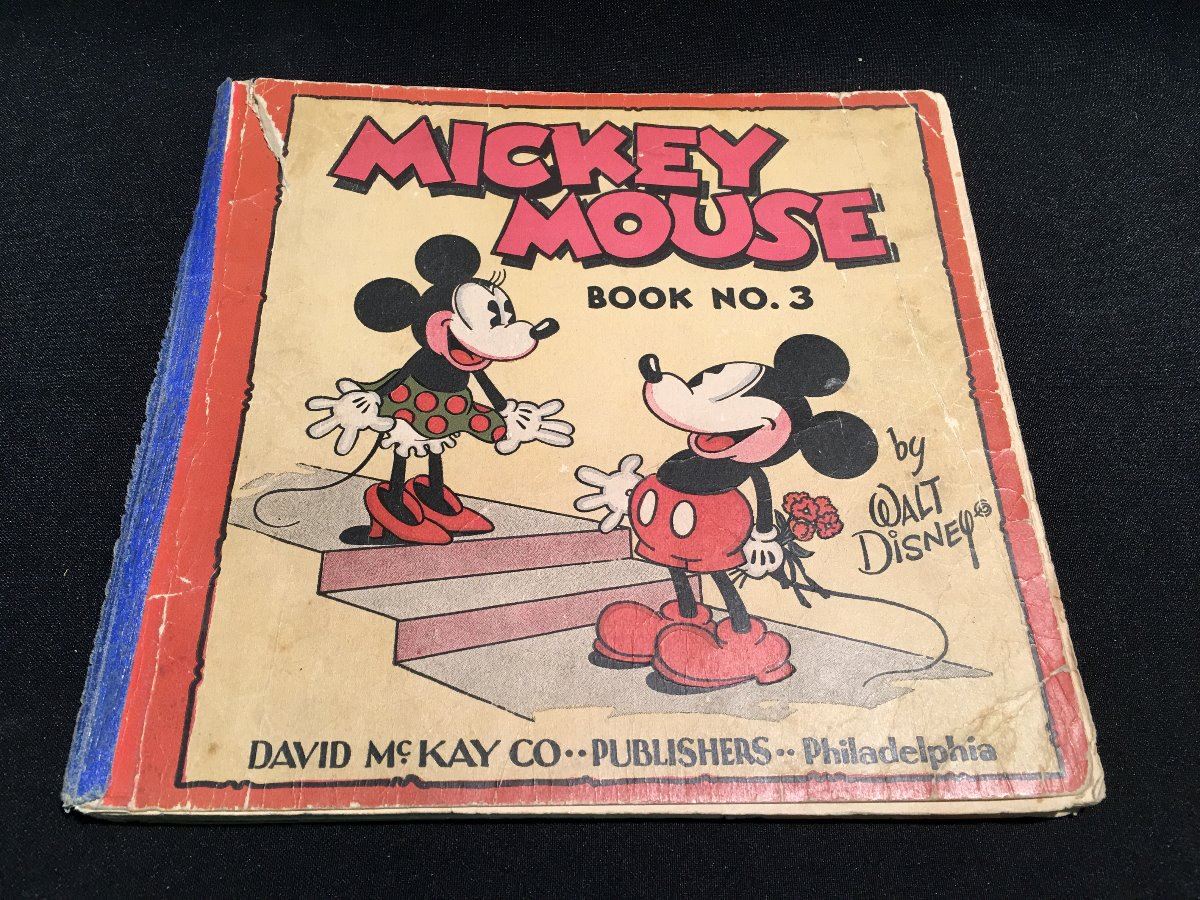 MICKEY
MOUSE
BOOK NO. 3
by
WALT
DISNEY
DAVID McKAY CO·· PUBLISHERS·· Philadelphia